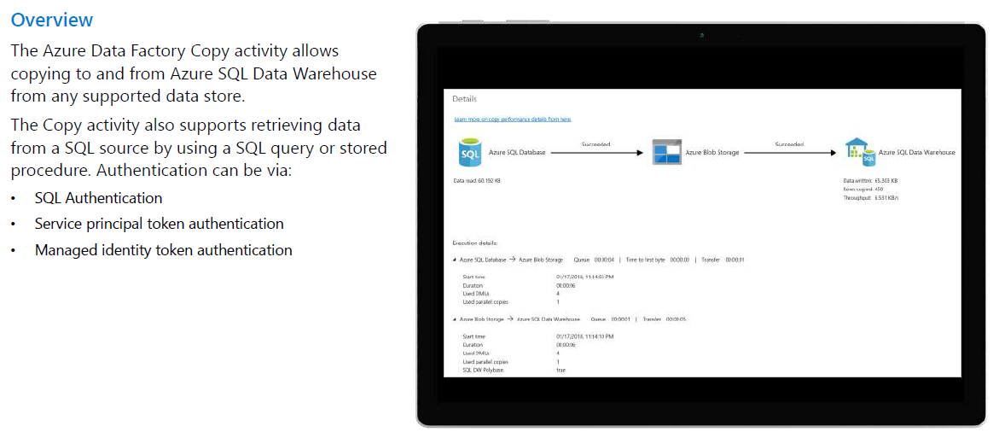 Overview
The Azure Data Factory Copy activity allows
copying to and from Azure SQL Data Warehouse
from any supported data store.
The Copy activity also supports retrieving data
from a SQL source by using a SQL query or stored
procedure. Authentication can be via:
• SQL Authentication
• Service principal token authentication
• Managed identity token authentication
Details
Learn more on copy performance details from here.
SQL Azure SQL Database Succeeded Azure Blob Storage Succeeded SQL Azure SQL Data Warehouse
Data read: 60.192 KB
Data written: 65.303 KB
Rows copied: 450
Throughput: 6.531 KB/s
Execution details:
Azure SQL Database → Azure Blob Storage Queue 00:00:04 | Time to first byte 00:00:00 | Transfer
Start time 01/17/2018, PM
Duration 00:00:06
Used DMUs 4
Used parallel copies 1
Azure Blob Storage → Azure SQL Data Warehouse Queue 00:00:01 | Transfer 00:00:05
Start time 01/17/2018, 11:14:10 PM
Duration 00:00:06
Used DMUs 4
Used parallel copies 1
SQL DW Polybase true